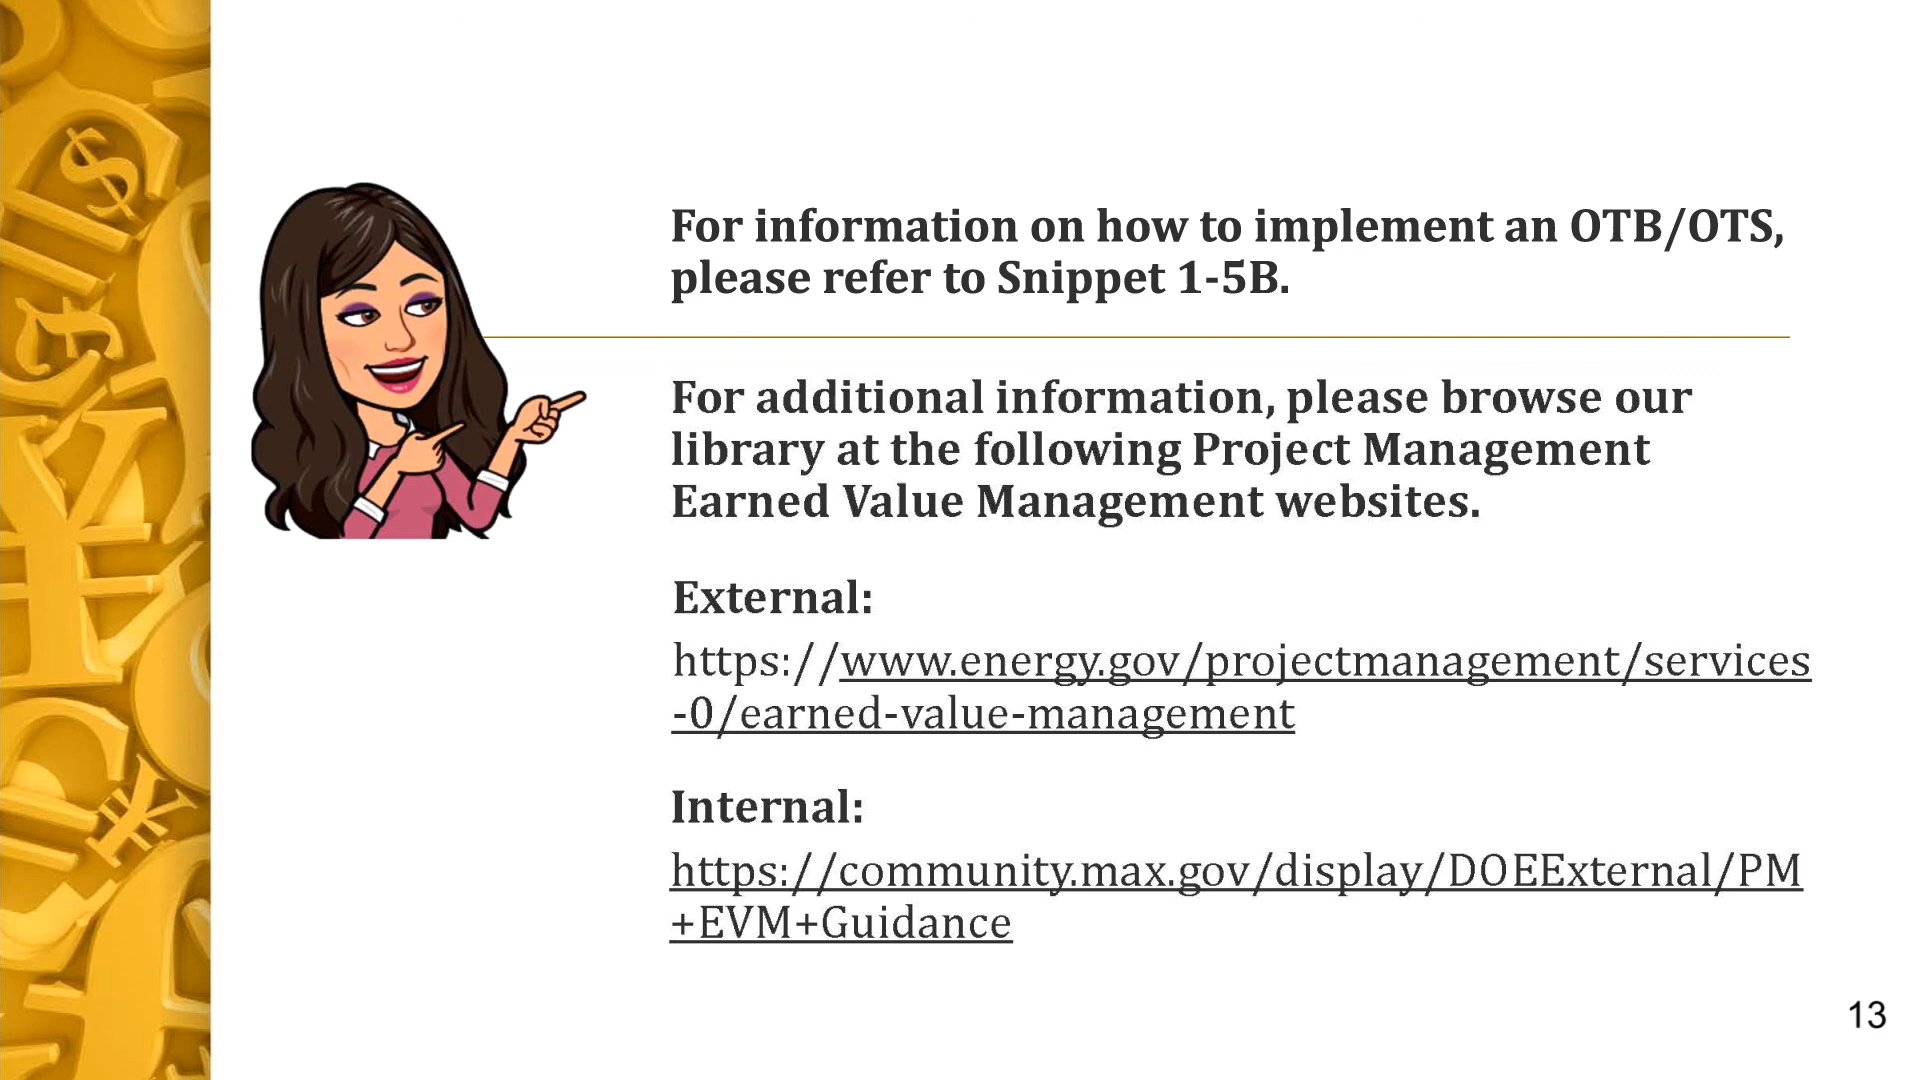 For information on how to implement an OTB/OTS,
please refer to Snippet 1-5B.
For additional information, please browse our
library at the following Project Management
Earned Value Management websites.
External:
https://www.energy.gov/projectmanagement/services
-0/earned-value-management
Internal:
https://community.max.gov/display/DOEExternal/PM
+EVM+Guidance
13